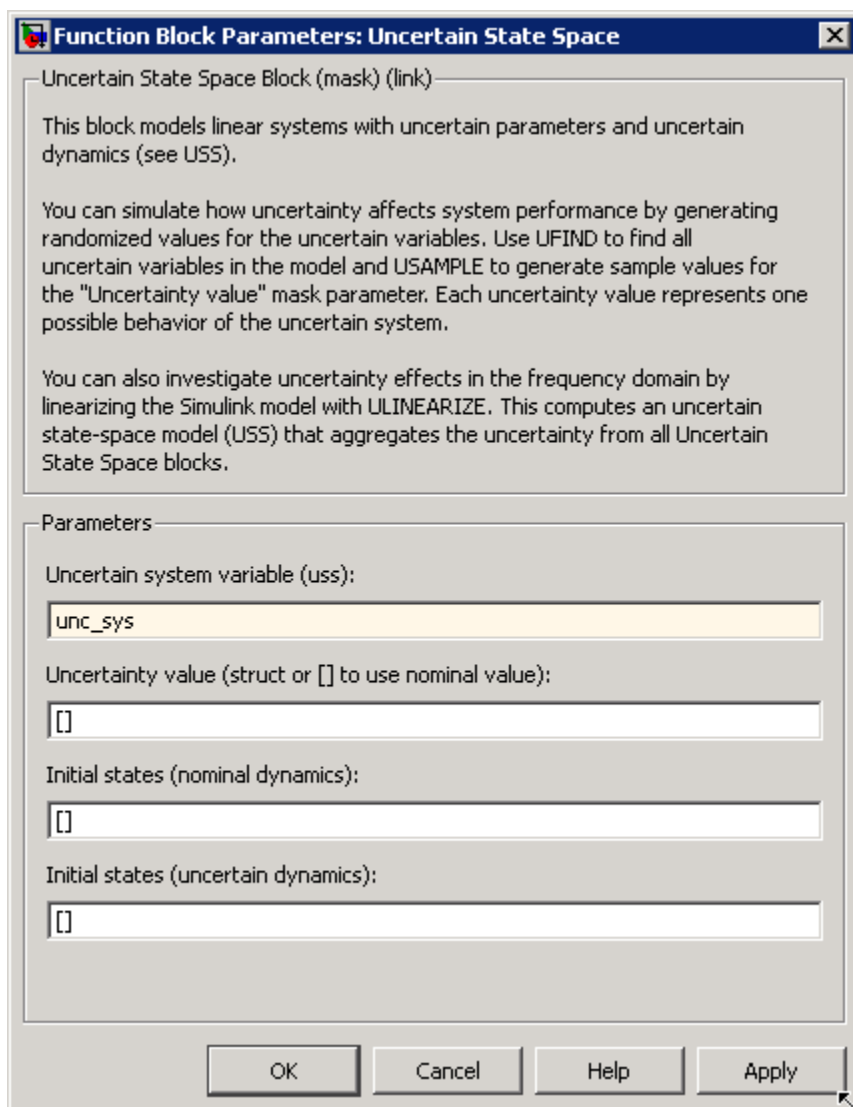 Function Block Parameters: Uncertain State Space
Uncertain State Space Block (mask) (link)
This block models linear systems with uncertain parameters and uncertain
dynamics (see USS).
You can simulate how uncertainty affects system performance by generating
randomized values for the uncertain variables. Use UFIND to find all
uncertain variables in the model and USAMPLE to generate sample values for
the "Uncertainty value" mask parameter. Each uncertainty value represents one
possible behavior of the uncertain system.
You can also investigate uncertainty effects in the frequency domain by
linearizing the Simulink model with ULINEARIZE. This computes an uncertain
state-space model (USS) that aggregates the uncertainty from all Uncertain
State Space blocks.
Parameters
Uncertain system variable (uss):
unc_sys
Uncertainty value (struct or [] to use nominal value):
[]
Initial states (nominal dynamics):
[]
Initial states (uncertain dynamics):
[]
OK Cancel Help Apply